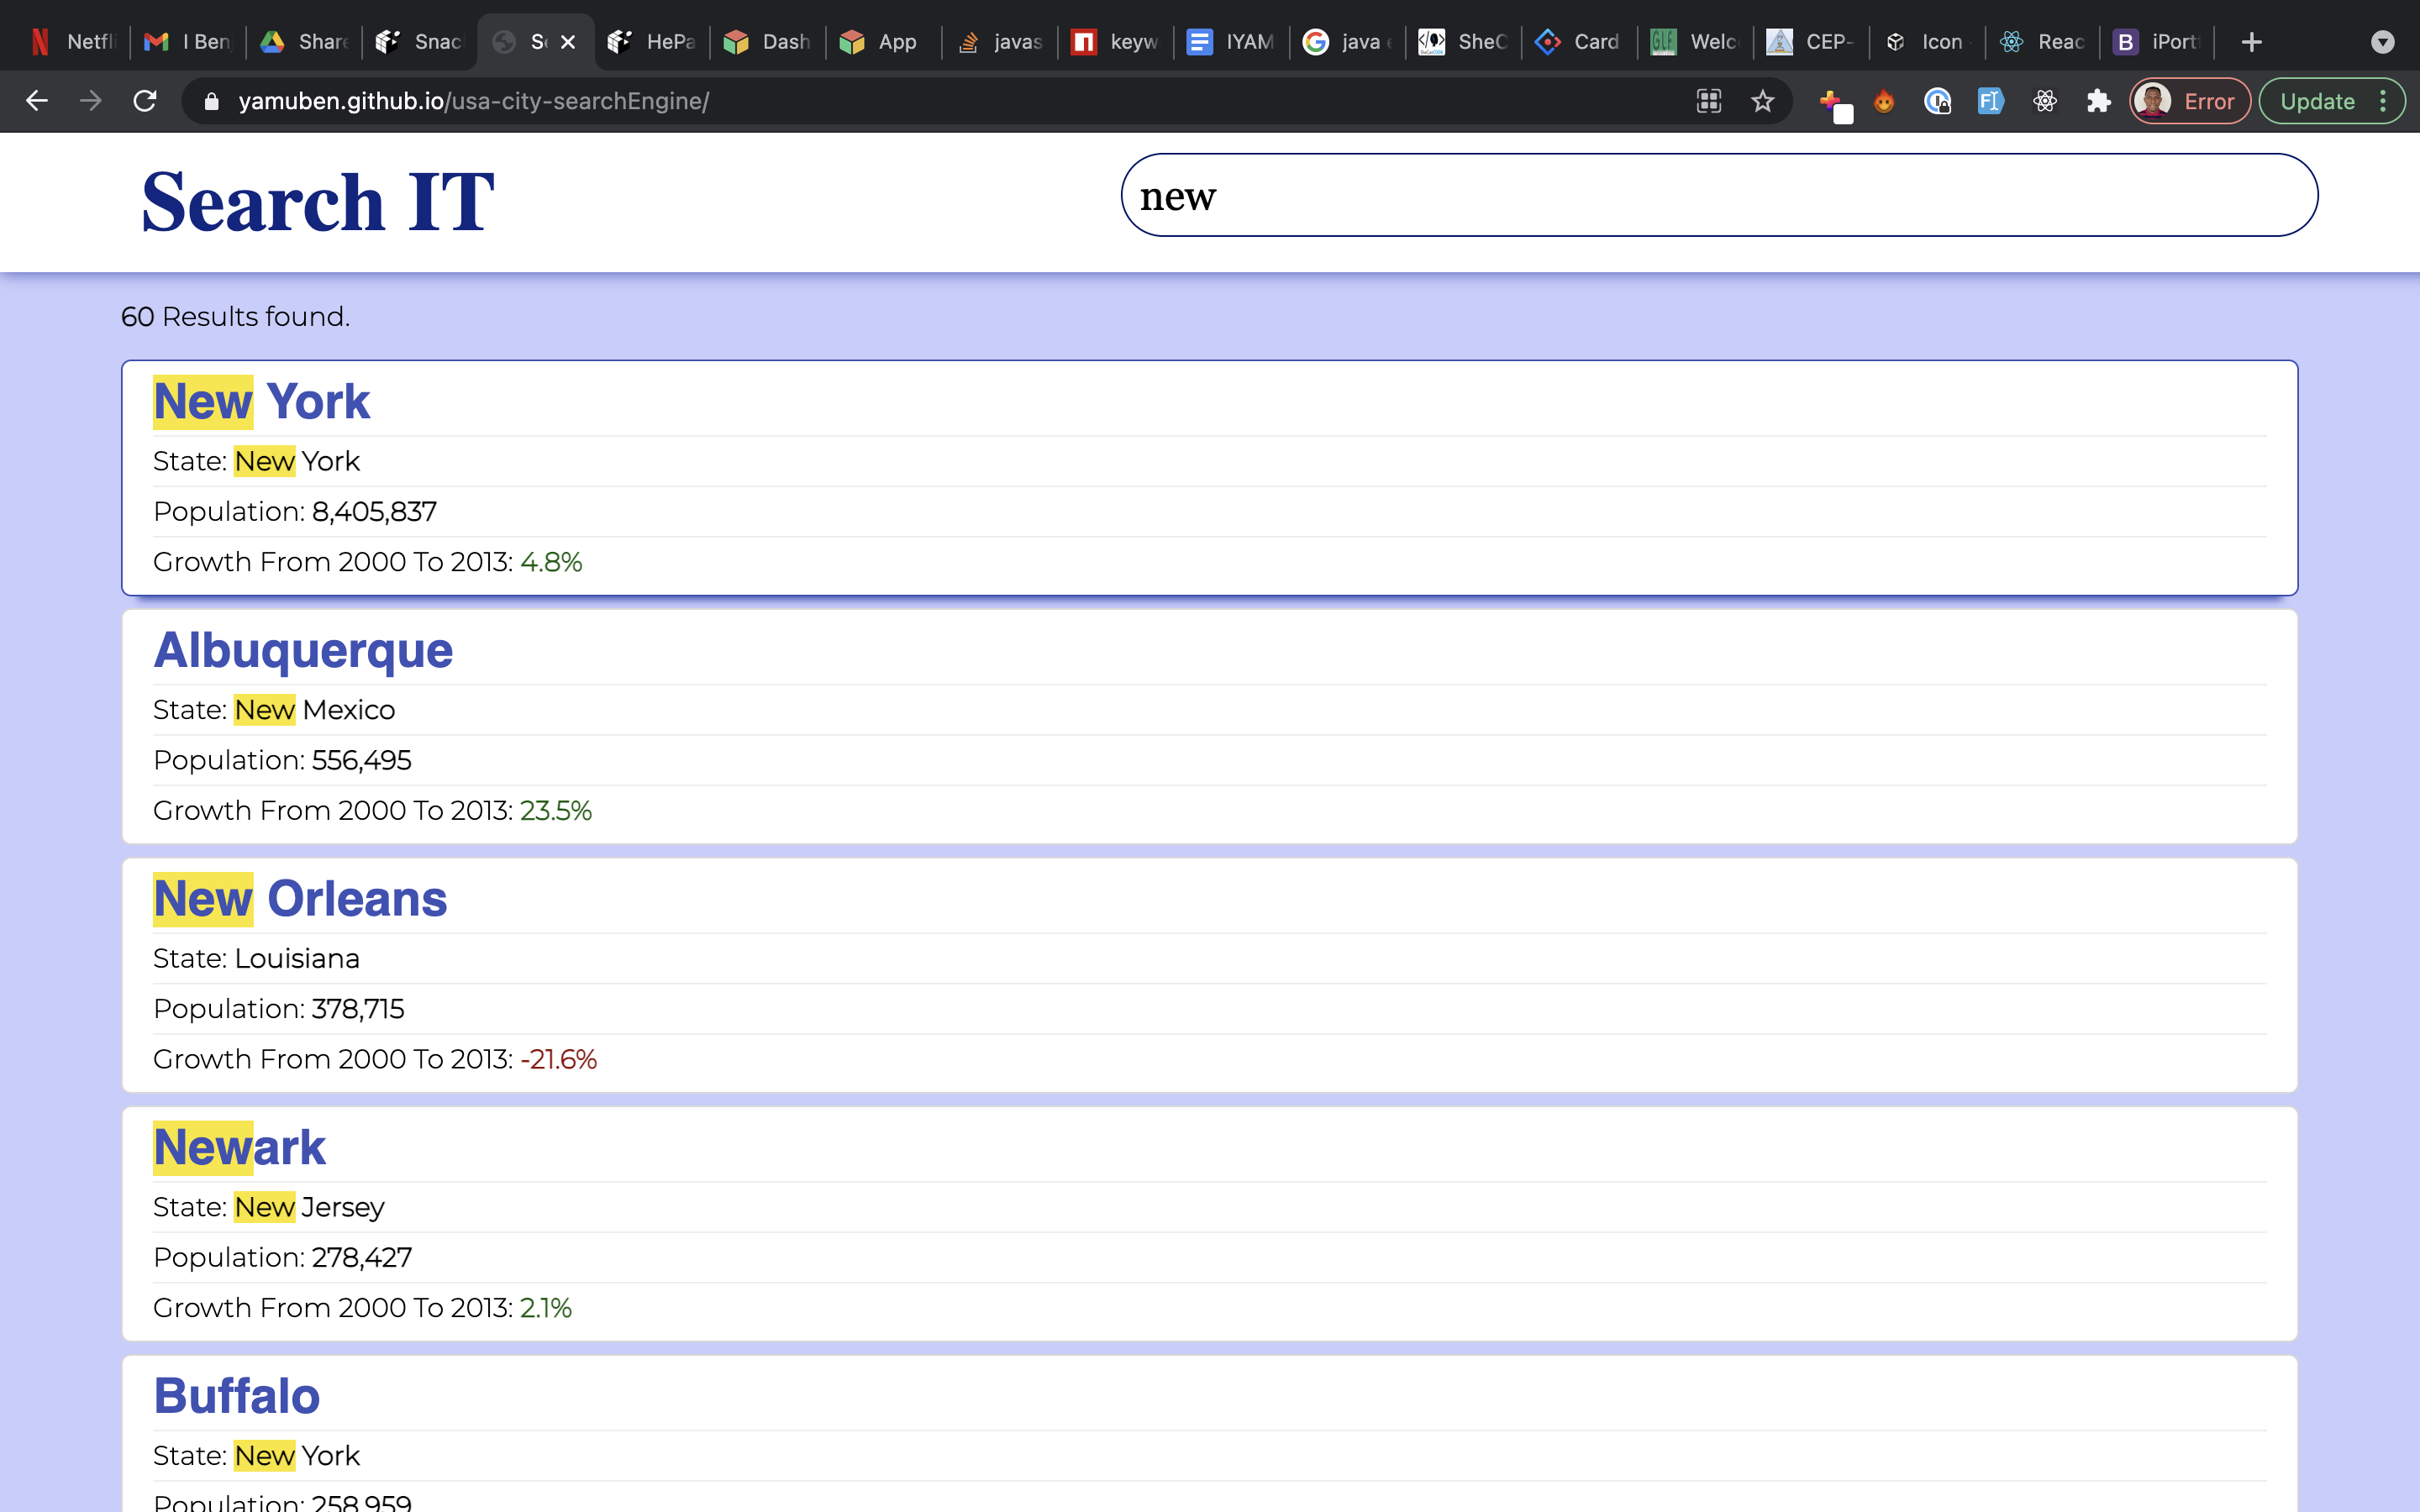 Netfli I Ben Share Snac S HePa Dash App javas keyw IYAM java SheC Card Welc CEP- Icon Reac iPort
yamuben.github.io/usa-city-searchEngine/ Error Update
Search IT new
60 Results found.
New York
State: New York
Population: 8,405,837
Growth From 2000 To 2013: 4.8%
Albuquerque
State: New Mexico
Population: 556,495
Growth From 2000 To 2013: 23.5%
New Orleans
State: Louisiana
Population: 378,715
Growth From 2000 To 2013: -21.6%
Newark
State: New Jersey
Population: 278,427
Growth From 2000 To 2013: 2.1%
Buffalo
State: New York
Population: 258,959